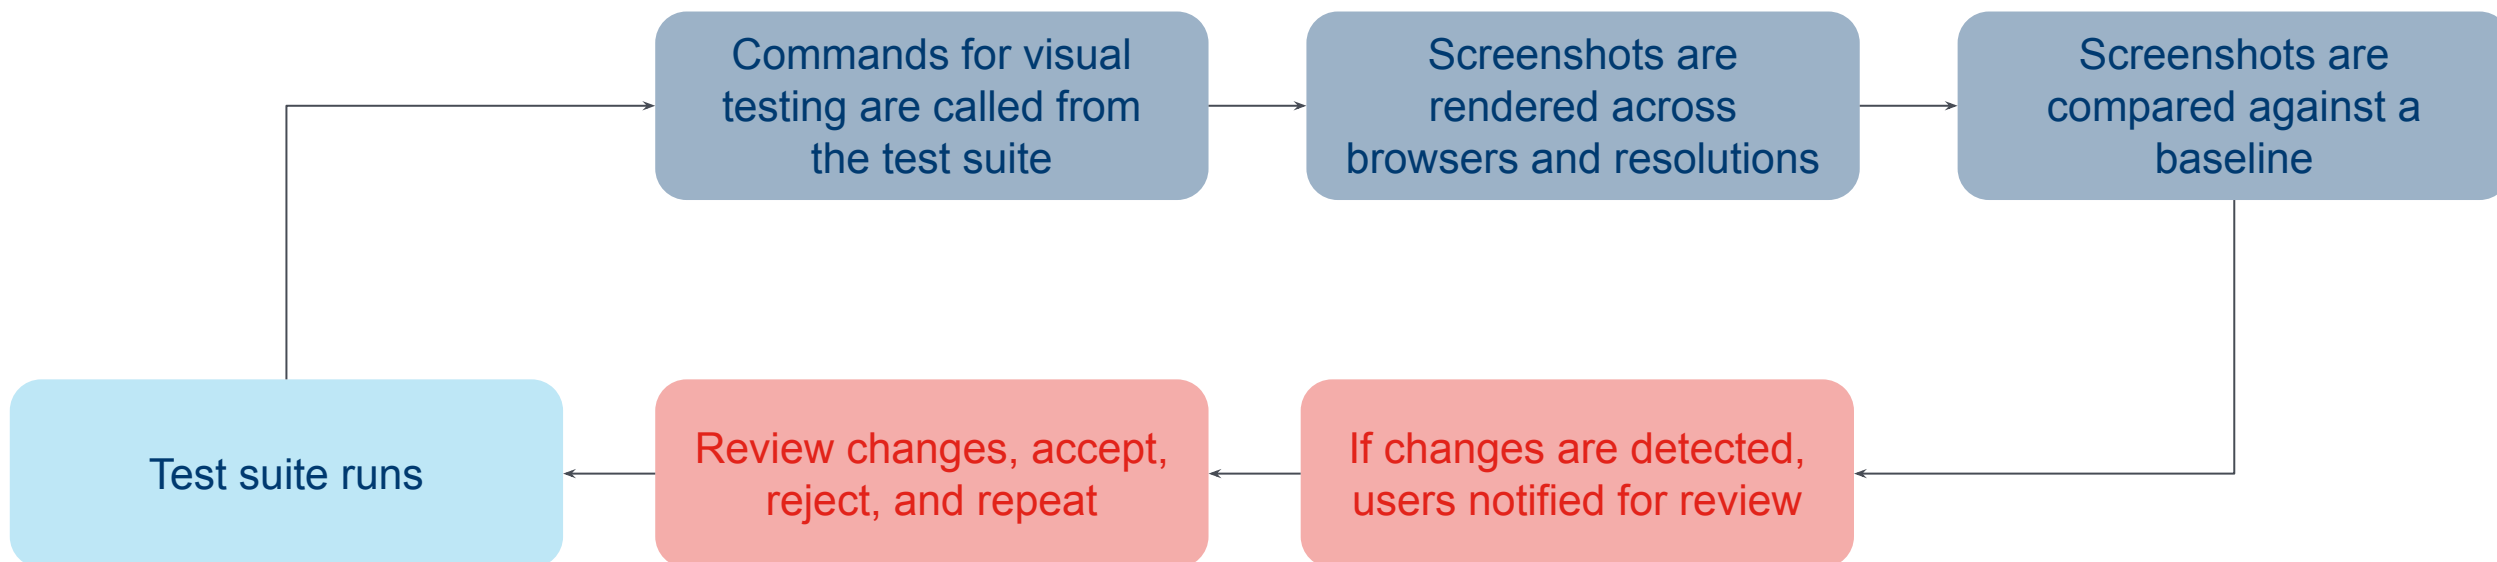 Commands for visual
testing are called from
the test suite
Screenshots are
rendered across
browsers and resolutions
Screenshots are
compared against a
baseline
Test suite runs
Review changes, accept,
reject, and repeat
If changes are detected,
users notified for review